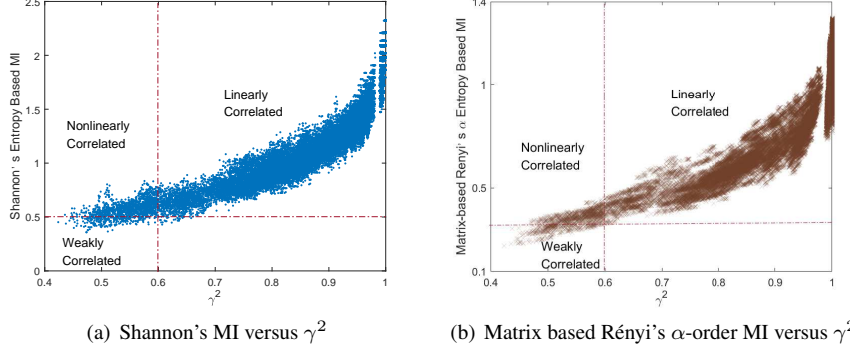 Shannon' s Entropy Based MI
2.5
2
1.5
1
0.5
0
Nonlinearly
Correlated
Linearly
Correlated
Weakly
Correlated
0.4 0.5 0.6 0.7 0.8 0.9 1
γ²
(a) Shannon's MI versus γ²
Matrix-based Renyi' s α Entropy Based MI
1.4
1
0.5
0.1
Nonlinearly
Correlated
Linearly
Correlated
Weakly
Correlated
0.4 0.5 0.6 0.7 0.8 0.9 1
γ²
(b) Matrix based Rényi's α-order MI versus γ²